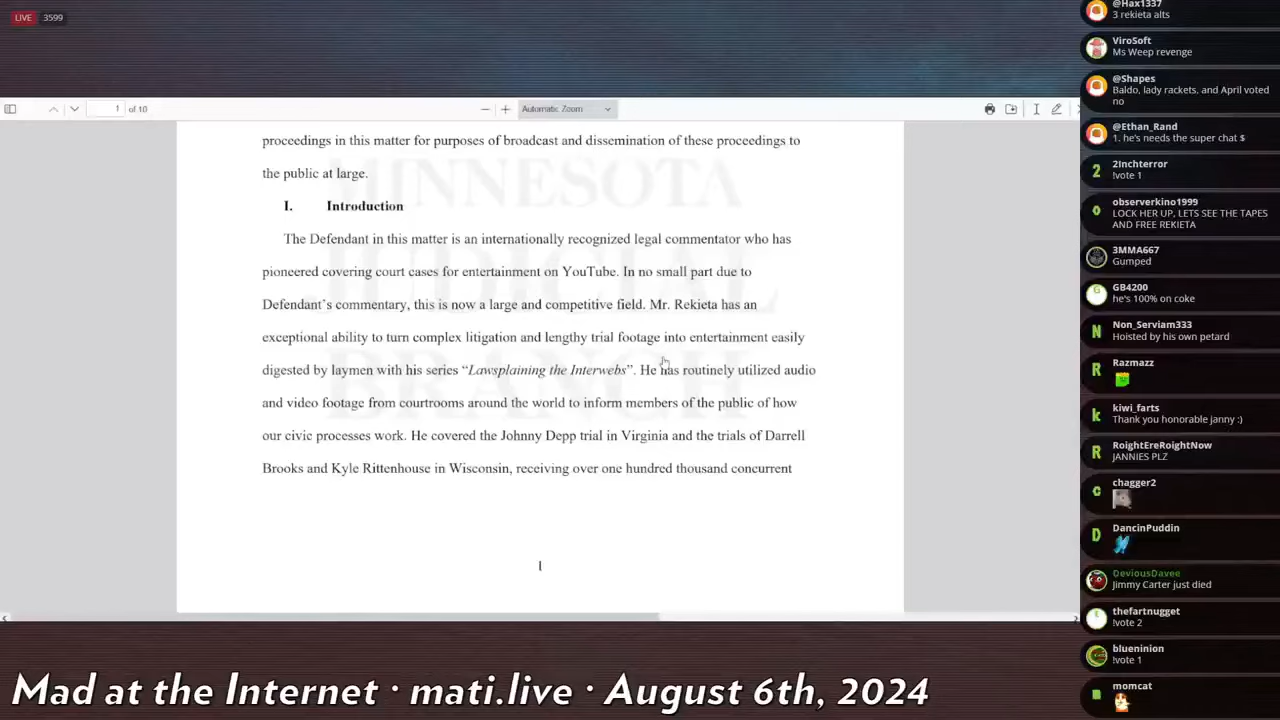 LIVE 3599
1 of 10
Automatic Zoom
proceedings in this matter for purposes of broadcast and dissemination of these proceedings to
the public at large.
I. Introduction
The Defendant in this matter is an internationally recognized legal commentator who has
pioneered covering court cases for entertainment on YouTube. In no small part due to
Defendant's commentary, this is now a large and competitive field. Mr. Rekieta has an
exceptional ability to turn complex litigation and lengthy trial footage into entertainment easily
digested by laymen with his series “Lawsplaining the Interwebs”. He has routinely utilized audio
and video footage from courtrooms around the world to inform members of the public of how
our civic processes work. He covered the Johnny Depp trial in Virginia and the trials of Darrell
Brooks and Kyle Rittenhouse in Wisconsin, receiving over one hundred thousand concurrent
1
MINNESOTA
JUDICIAL
BRANCH
Mad at the Internet · mati.live · August 6th, 2024
@Hax1337
3 rekieta alts
ViroSoft
Ms Weep revenge
@Shapes
Baldo, lady rackets, and April voted
no
@Ethan_Rand
1. he's needs the super chat $
2
2Inchterror
!vote 1
o
observerkino1999
LOCK HER UP, LETS SEE THE TAPES
AND FREE REKIETA
3MMA667
Gumped
GB4200
he's 100% on coke
N
Non_Serviam333
Hoisted by his own petard
R
Razmazz
k
kiwi_farts
Thank you honorable janny :)
R
RoightEreRoightNow
JANNIES PLZ
c
chagger2
D
DancinPuddin
DeviousDavee
Jimmy Carter just died
thefartnugget
!vote 2
blueninion
!vote 1
m
momcat